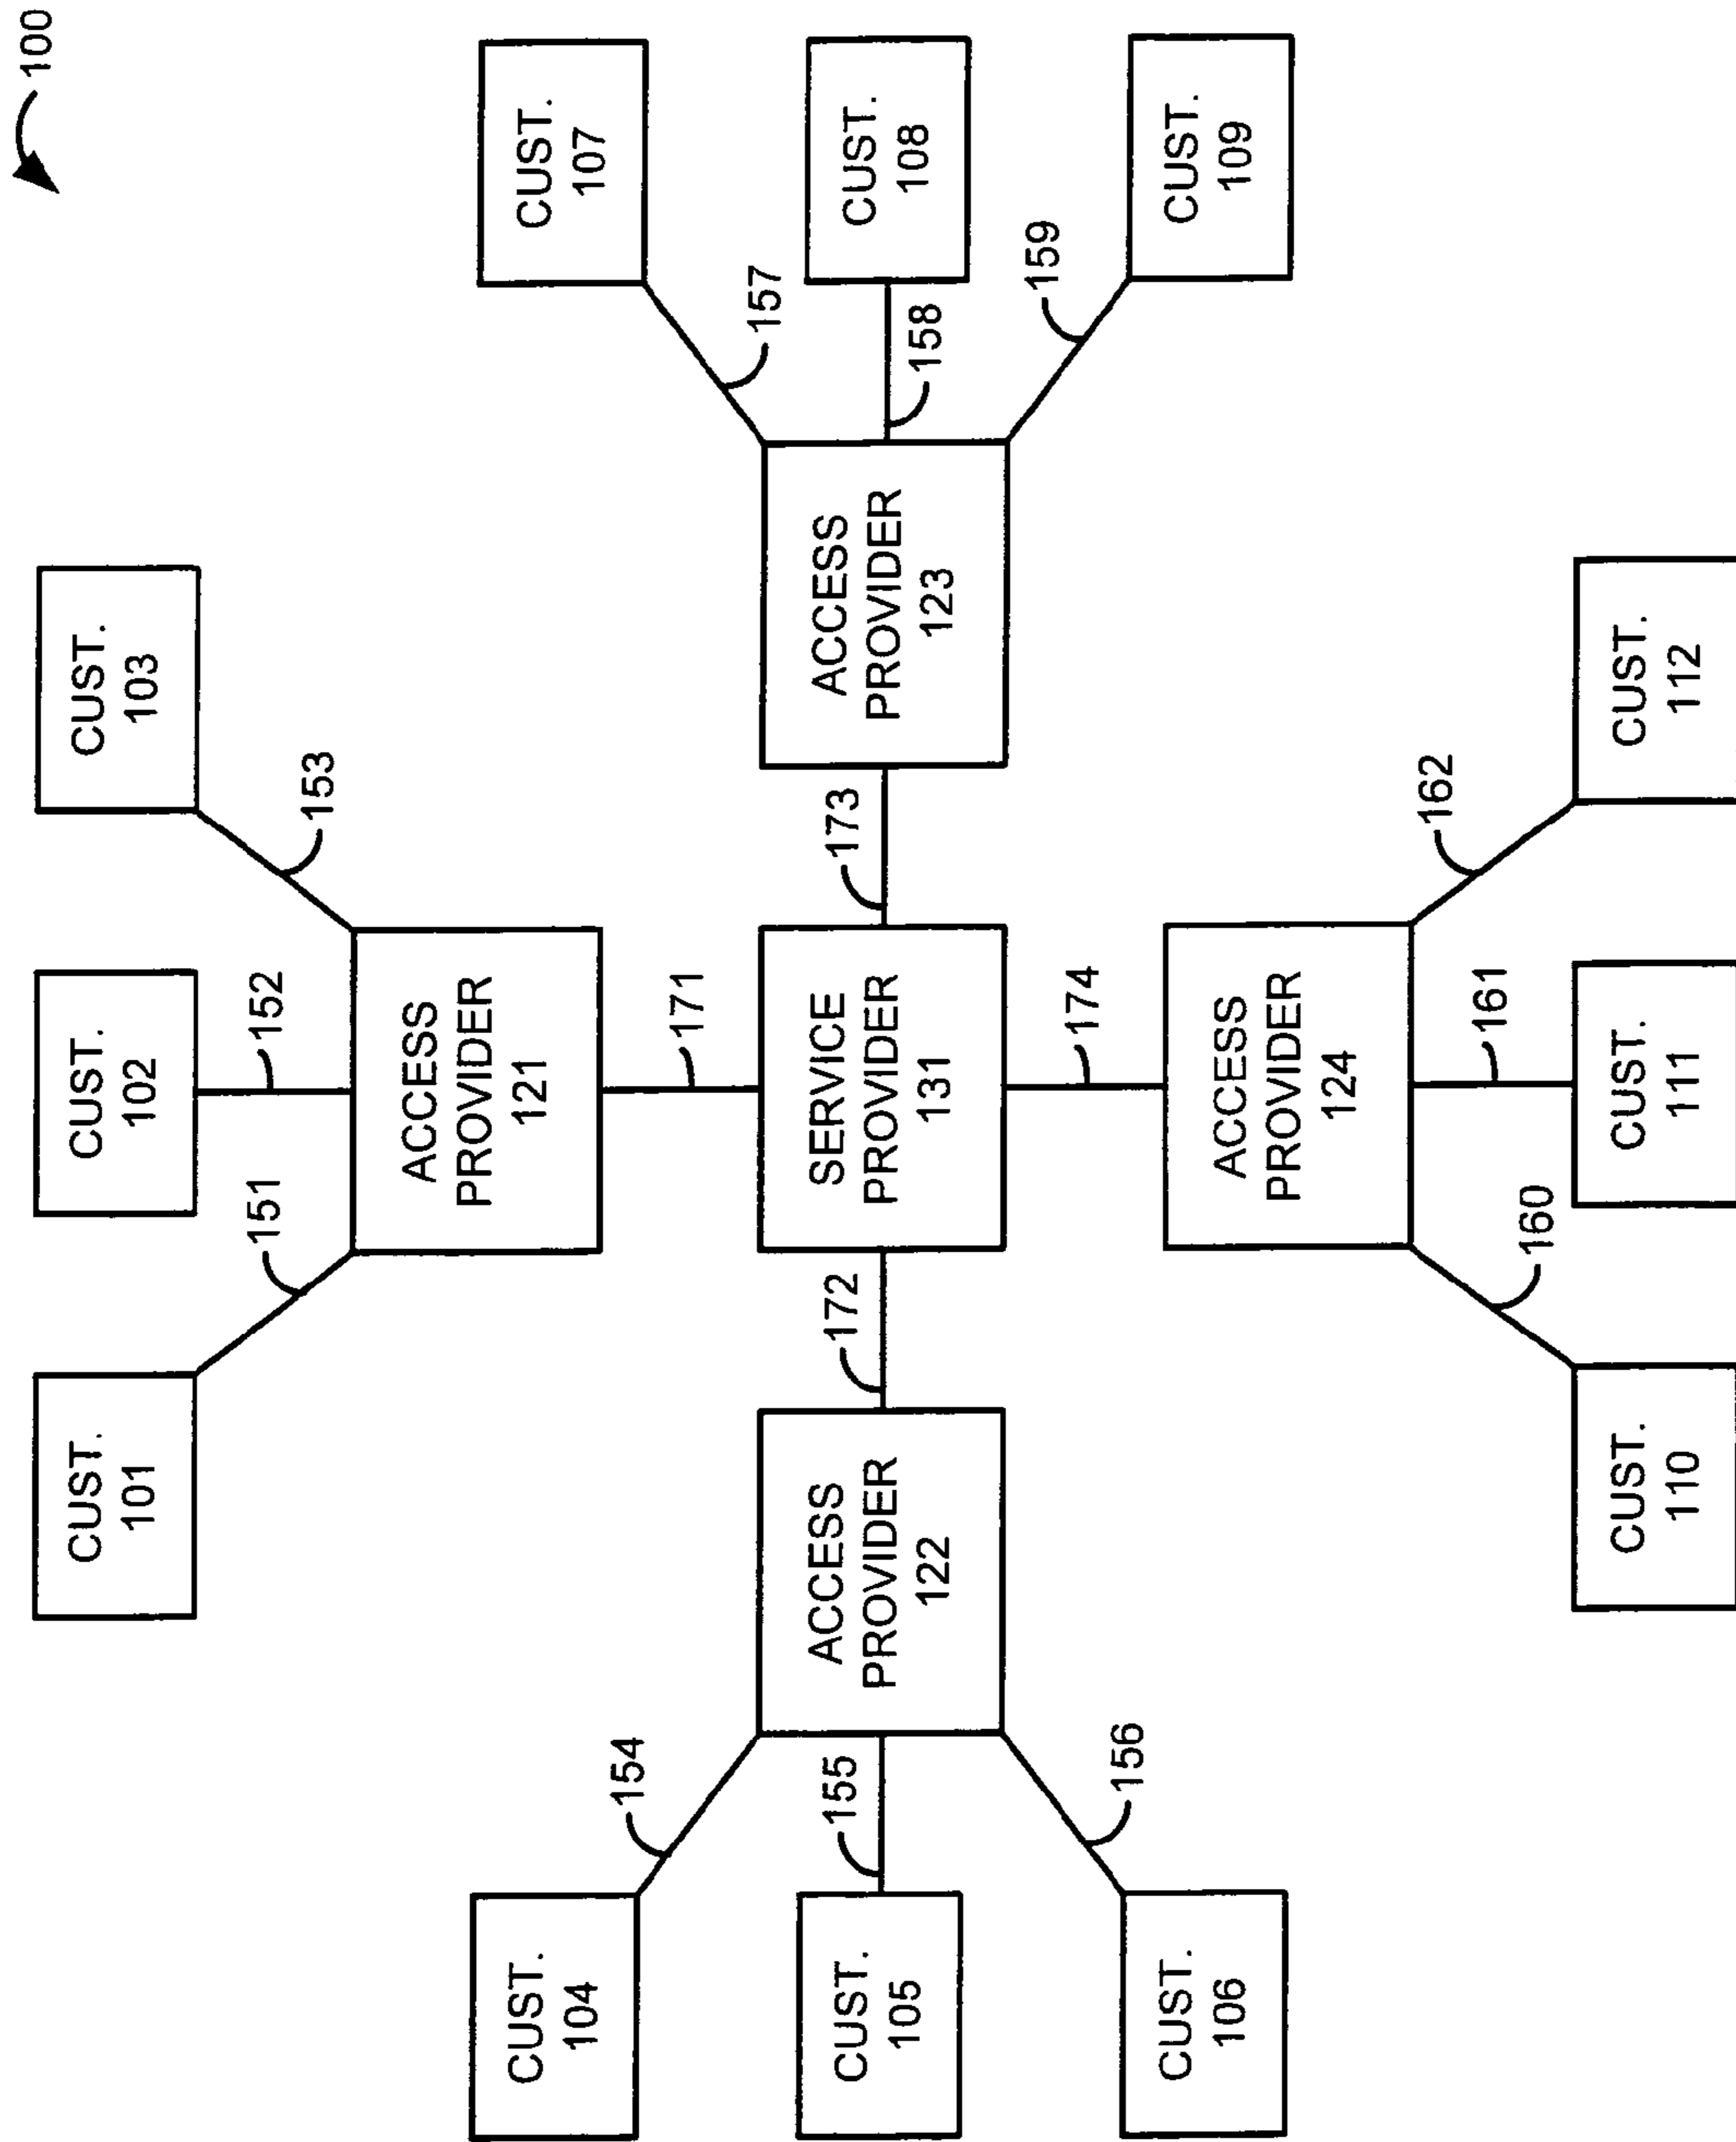 100
CUST.
101
CUST.
102
CUST.
103
151
152
153
ACCESS
PROVIDER
121
CUST.
104
154
171
157
CUST.
107
CUST.
105
155
ACCESS
PROVIDER
122
172
SERVICE
PROVIDER
131
173
ACCESS
PROVIDER
123
158
CUST.
108
CUST.
106
156
174
159
CUST.
109
ACCESS
PROVIDER
124
160
161
162
CUST.
110
CUST.
111
CUST.
112